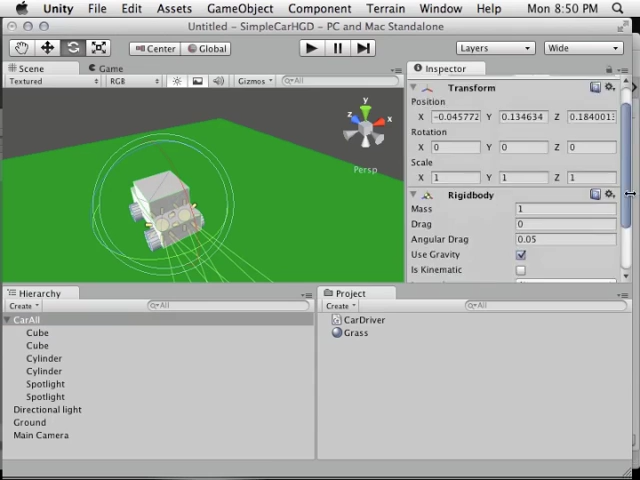 Unity File Edit Assets GameObject Component Terrain Window Help Mon 8:50 PM
Untitled - SimpleCarHGD - PC and Mac Standalone
Center Global Layers Wide
Scene Game Inspector
Textured RGB Gizmos All
Transform
Position
X -0.045772 Y 0.134634 Z 0.1840013
Rotation
X 0 Y 0 Z 0
Scale
X 1 Y 1 Z 1
y
z x
Persp
Rigidbody
Mass 1
Drag 0
Angular Drag 0.05
Use Gravity
Is Kinematic
Hierarchy Project
Create All Create All
CarAll CarDriver
Cube Grass
Cube
Cylinder
Cylinder
Spotlight
Spotlight
Directional light
Ground
Main Camera